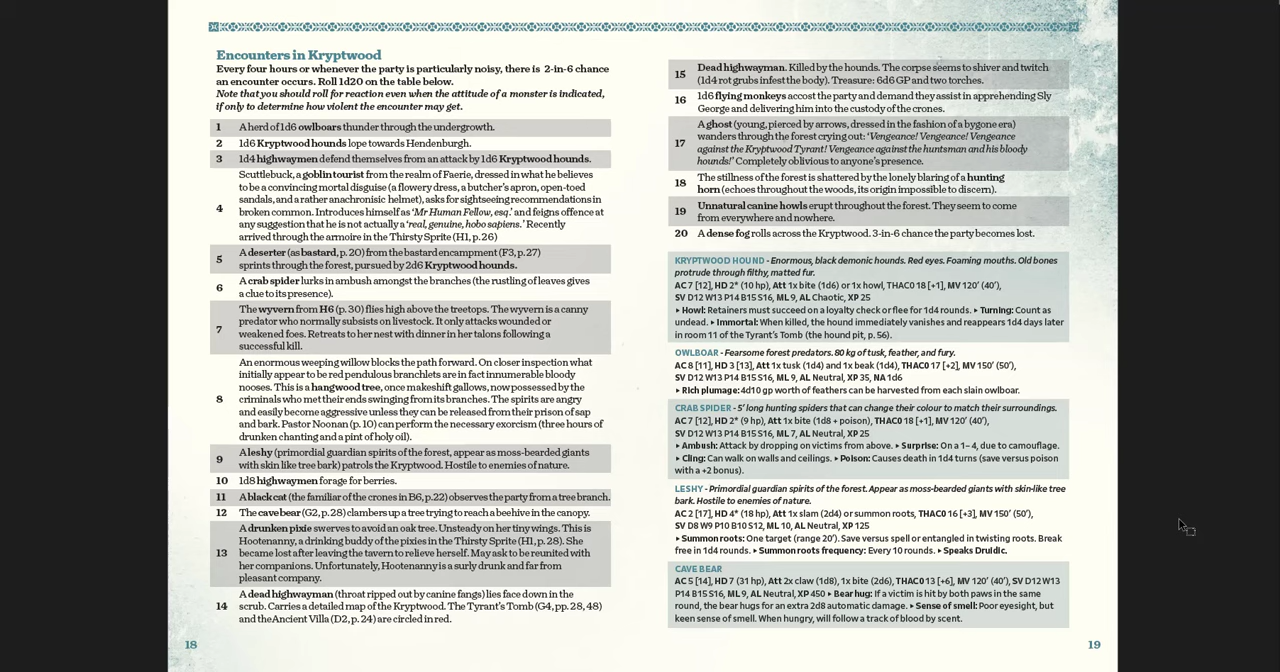 Encounters in Kryptwood
Every four hours or whenever the party is particularly noisy, there is 2-in-6 chance
an encounter occurs. Roll 1d20 on the table below.
Note that you should roll for reaction even when the attitude of a monster is indicated,
if only to determine how violent the encounter may get.
1 A herd of 1d6 owlboars thunder through the undergrowth.
2 1d6 Kryptwood hounds lope towards Hendenburgh.
3 1d4 highwaymen defend themselves from an attack by 1d6 Kryptwood hounds.
Scuttlebuck, a goblin tourist from the realm of Faerie, dressed in what he believes
to be a convincing mortal disguise (a flowery dress, a butcher's apron, open-toed
sandals, and a rather anachronisic helmet), asks for sightseeing recommendations in
4 broken common. Introduces himself as 'Mr Human Fellow, esq.' and feigns offence at
any suggestion that he is not actually a 'real, genuine, hobo sapiens.' Recently
arrived through the armoire in the Thirsty Sprite (H1, p.26)
5 A deserter (as bastard, p.20) from the bastard encampment (F3, p.27)
sprints through the forest, pursued by 2d6 Kryptwood hounds.
6 A crab spider lurks in ambush amongst the branches (the rustling of leaves gives
a clue to its presence).
The wyvern from H6 (p.30) flies high above the treetops. The wyvern is a canny
predator who normally subsists on livestock. It only attacks wounded or
7 weakened foes. Retreats to her nest with dinner in her talons following a
successful kill.
An enormous weeping willow blocks the path forward. On closer inspection what
initially appear to be red pendulous branchlets are in fact innumerable bloody
nooses. This is a hangwood tree, once makeshift gallows, now possessed by the
8 criminals who met their ends swinging from its branches. The spirits are angry
and easily become aggressive unless they can be released from their prison of sap
and bark. Pastor Noonan (p.10) can perform the necessary exorcism (three hours of
drunken chanting and a pint of holy oil).
9 A leshy (primordial guardian spirits of the forest, appear as moss-bearded giants
with skin like tree bark) patrols the Kryptwood. Hostile to enemies of nature.
10 1d8 highwaymen forage for berries.
11 A black cat (the familiar of the crones in B6, p.22) observes the party from a tree branch.
12 The cave bear (G2, p.28) clambers up a tree trying to reach a beehive in the canopy.
A drunken pixie swerves to avoid an oak tree. Unsteady on her tiny wings. This is
Hootenanny, a drinking buddy of the pixies in the Thirsty Sprite (H1, p.28). She
13 became lost after leaving the tavern to relieve herself. May ask to be reunited with
her companions. Unfortunately, Hootenanny is a surly drunk and far from
pleasant company.
A dead highwayman (throat ripped out by canine fangs) lies face down in the
14 scrub. Carries a detailed map of the Kryptwood. The Tyrant's Tomb (G4, pp.28, 48)
and theAncient Villa (D2, p.24) are circled in red.
18
15 Dead highwayman. Killed by the hounds. The corpse seems to shiver and twitch
(1d4 rot grubs infest the body). Treasure: 6d6 GP and two torches.
16 1d6 flying monkeys accost the party and demand they assist in apprehending Sly
George and delivering him into the custody of the crones.
A ghost (young, pierced by arrows, dressed in the fashion of a bygone era)
17 wanders through the forest crying out: 'Vengeance! Vengeance! Vengeance
against the Kryptwood Tyrant! Vengeance against the huntsman and his bloody
hounds!' Completely oblivious to anyone's presence.
18 The stillness of the forest is shattered by the lonely blaring of a hunting
horn (echoes throughout the woods, its origin impossible to discern).
19 Unnatural canine howls erupt throughout the forest. They seem to come
from everywhere and nowhere.
20 A dense fog rolls across the Kryptwood. 3-in-6 chance the party becomes lost.
KRYPTWOOD HOUND - Enormous, black demonic hounds. Red eyes. Foaming mouths. Old bones
protrude through filthy, matted fur.
AC 7 [12], HD 2* (10 hp), Att 1x bite (1d6) or 1x howl, THAC0 18 [+1], MV 120' (40'),
SV D12 W13 P14 B15 S16, ML 9, AL Chaotic, XP 25
▸ Howl: Retainers must succeed on a loyalty check or flee for 1d4 rounds. ▸ Turning: Count as
undead. ▸ Immortal: When killed, the hound immediately vanishes and reappears 1d4 days later
in room 11 of the Tyrant's Tomb (the hound pit, p.56).
OWLBOAR - Fearsome forest predators. 80 kg of tusk, feather, and fury.
AC 8 [11], HD 3 [13], Att 1x tusk (1d4) and 1x beak (1d4), THAC0 17 [+2], MV 150' (50'),
SV D12 W13 P14 B15 S16, ML 9, AL Neutral, XP 35, NA 1d6
▸ Rich plumage: 4d10 gp worth of feathers can be harvested from each slain owlboar.
CRAB SPIDER - 5' long hunting spiders that can change their colour to match their surroundings.
AC 7 [12], HD 2* (9 hp), Att 1x bite (1d8 + poison), THAC0 18 [+1], MV 120' (40'),
SV D12 W13 P14 B15 S16, ML 7, AL Neutral, XP 25
▸ Ambush: Attack by dropping on victims from above. ▸ Surprise: On a 1–4, due to camouflage.
▸ Cling: Can walk on walls and ceilings. ▸ Poison: Causes death in 1d4 turns (save versus poison
with a +2 bonus).
LESHY - Primordial guardian spirits of the forest. Appear as moss-bearded giants with skin-like tree
bark. Hostile to enemies of nature.
AC 2 [17], HD 4* (18 hp), Att 1x slam (2d4) or summon roots, THAC0 16 [+3], MV 150' (50'),
SV D8 W9 P10 B10 S12, ML 10, AL Neutral, XP 125
▸ Summon roots: One target (range 20'). Save versus spell or entangled in twisting roots. Break
free in 1d4 rounds. ▸ Summon roots frequency: Every 10 rounds. ▸ Speaks Druidic.
CAVE BEAR
AC 5 [14], HD 7 (31 hp), Att 2x claw (1d8), 1x bite (2d6), THAC0 13 [+6], MV 120' (40'), SV D12 W13
P14 B15 S16, ML 9, AL Neutral, XP 450 ▸ Bear hug: If a victim is hit by both paws in the same
round, the bear hugs for an extra 2d8 automatic damage. ▸ Sense of smell: Poor eyesight, but
keen sense of smell. When hungry, will follow a track of blood by scent.
19